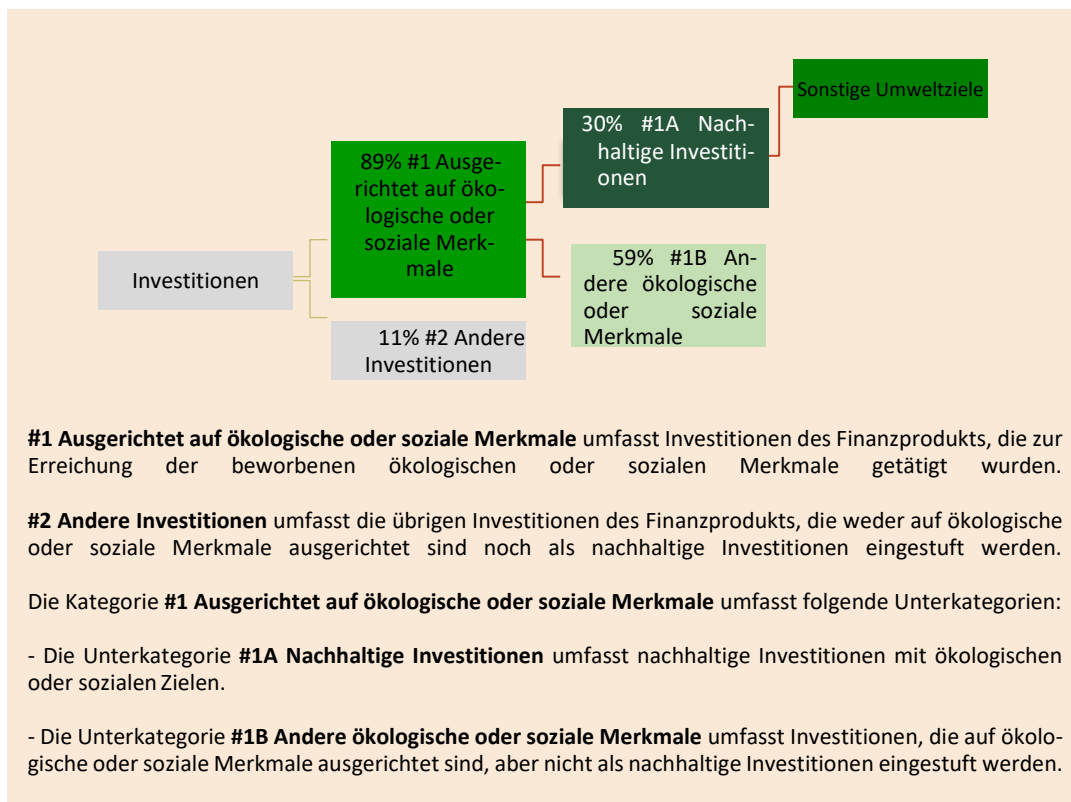 Sonstige Umweltziele
30% #1A Nach-
haltige Investiti-
onen
89% #1 Ausge-
richtet auf öko-
logische oder
soziale Merk-
male
Investitionen
59% #1B An-
dere ökologische
oder soziale
Merkmale
11% #2 Andere
Investitionen
#1 Ausgerichtet auf ökologische oder soziale Merkmale umfasst Investitionen des Finanzprodukts, die zur
Erreichung der beworbenen ökologischen oder sozialen Merkmale getätigt wurden.
#2 Andere Investitionen umfasst die übrigen Investitionen des Finanzprodukts, die weder auf ökologische
oder soziale Merkmale ausgerichtet sind noch als nachhaltige Investitionen eingestuft werden.
Die Kategorie #1 Ausgerichtet auf ökologische oder soziale Merkmale umfasst folgende Unterkategorien:
- Die Unterkategorie #1A Nachhaltige Investitionen umfasst nachhaltige Investitionen mit ökologischen
oder sozialen Zielen.
- Die Unterkategorie #1B Andere ökologische oder soziale Merkmale umfasst Investitionen, die auf ökolo-
gische oder soziale Merkmale ausgerichtet sind, aber nicht als nachhaltige Investitionen eingestuft werden.